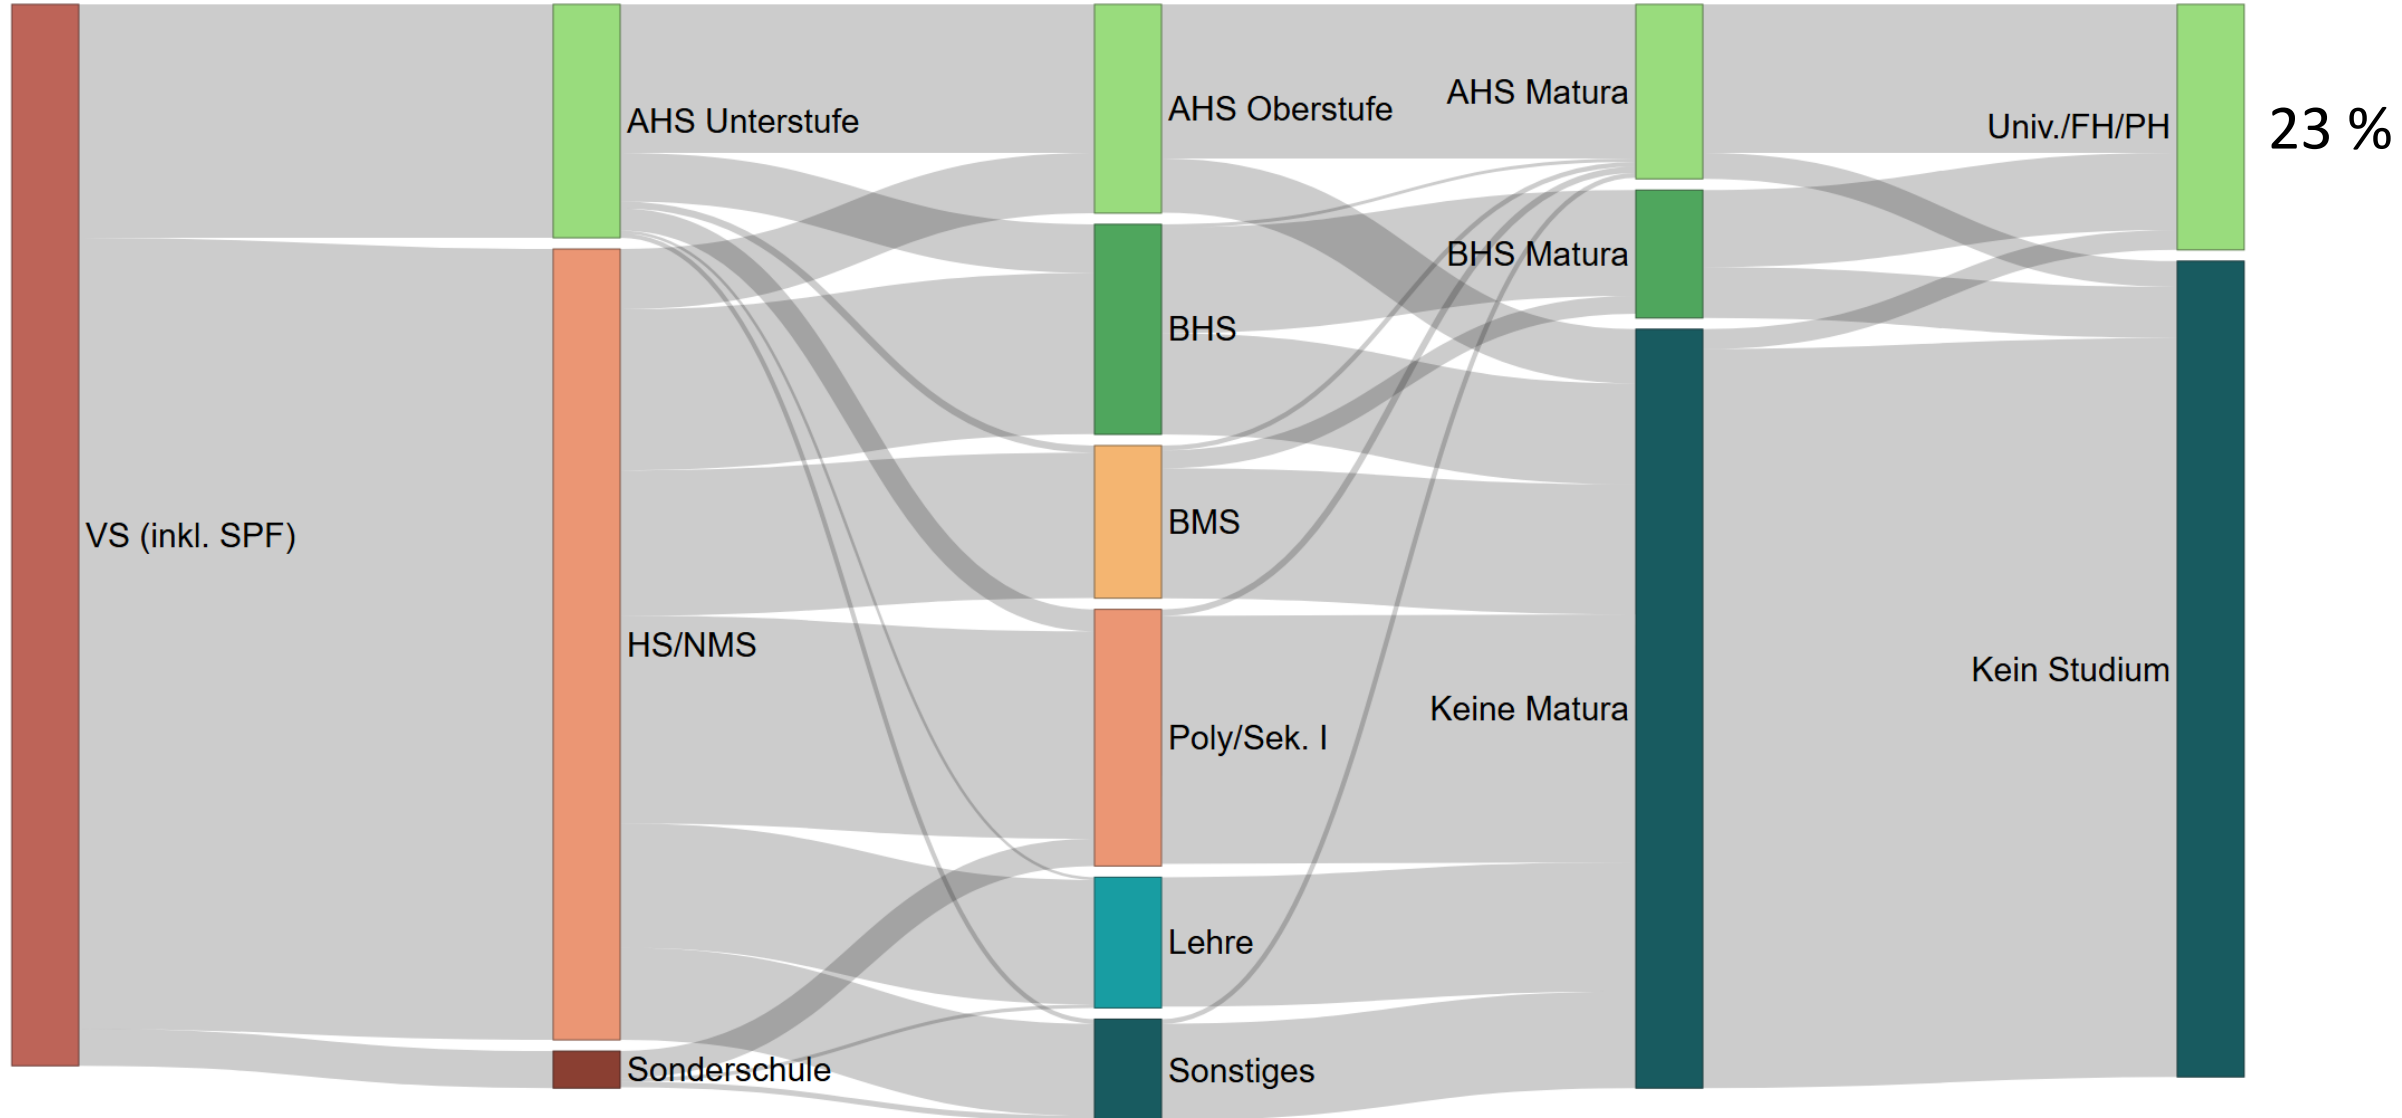 VS (inkl. SPF)
AHS Unterstufe
HS/NMS
Sonderschule
AHS Oberstufe
BHS
BMS
Poly/Sek. I
Lehre
Sonstiges
AHS Matura
BHS Matura
Keine Matura
Univ./FH/PH
Kein Studium
23 %